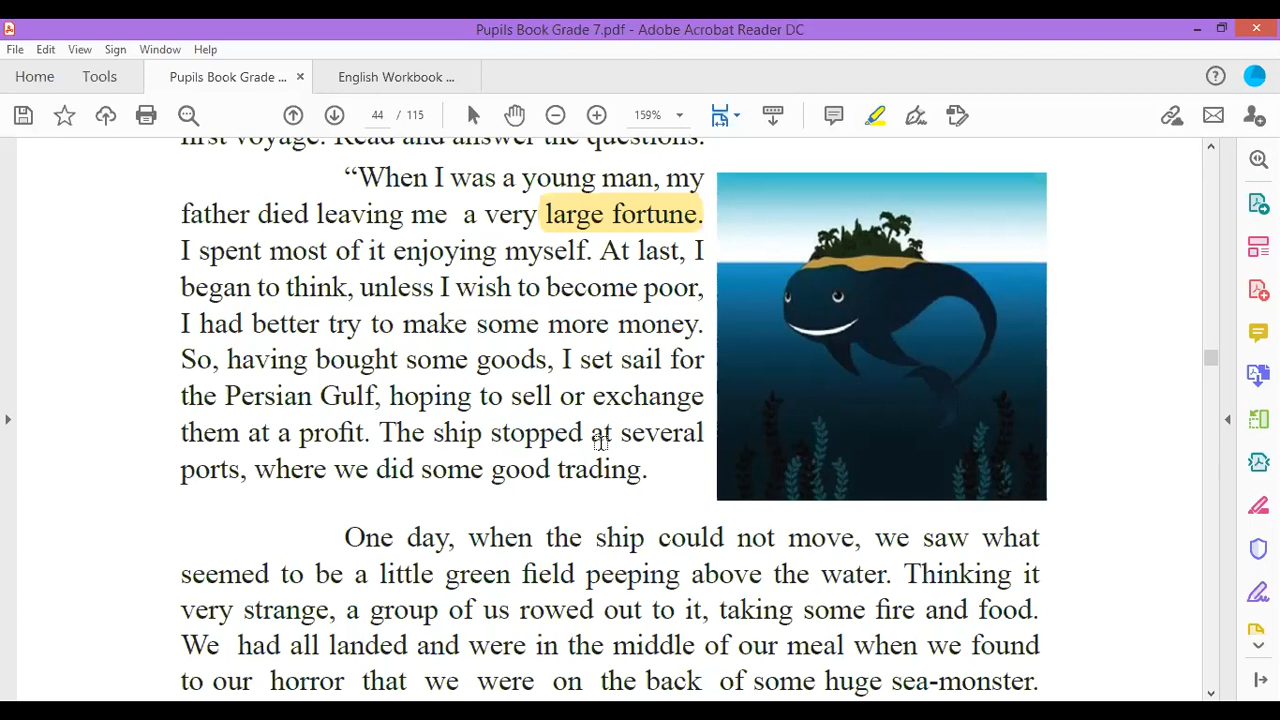 Pupils Book Grade 7.pdf - Adobe Acrobat Reader DC
File Edit View Sign Window Help
Home Tools Pupils Book Grade ... × English Workbook ...
44 / 115 159%
first voyage. Read and answer the questions.
“When I was a young man, my
father died leaving me a very large fortune.
I spent most of it enjoying myself. At last, I
began to think, unless I wish to become poor,
I had better try to make some more money.
So, having bought some goods, I set sail for
the Persian Gulf, hoping to sell or exchange
them at a profit. The ship stopped at several
ports, where we did some good trading.
One day, when the ship could not move, we saw what
seemed to be a little green field peeping above the water. Thinking it
very strange, a group of us rowed out to it, taking some fire and food.
We had all landed and were in the middle of our meal when we found
to our horror that we were on the back of some huge sea-monster.